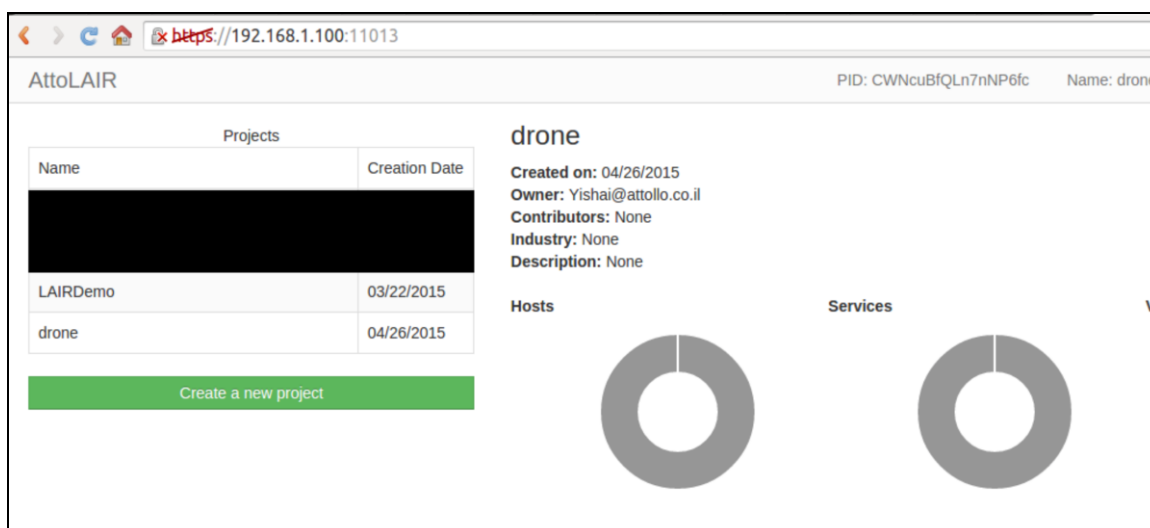 https://192.168.1.100:11013
AttoLAIR
PID: CWNcuBfQLn7nNP6fc
Name: drone
Projects
Name
Creation Date
LAIRDemo
03/22/2015
drone
04/26/2015
Create a new project
drone
Created on: 04/26/2015
Owner: Yishai@attollo.co.il
Contributors: None
Industry: None
Description: None
Hosts
Services